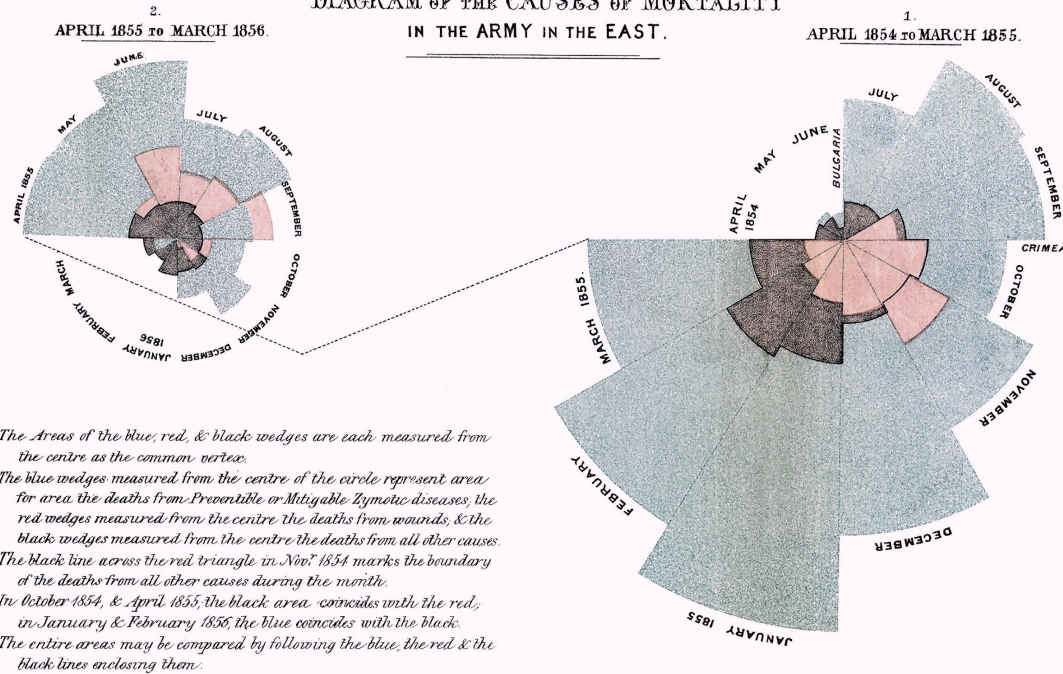 DIAGRAM OF THE CAUSES OF MORTALITY
IN THE ARMY IN THE EAST.
2.
APRIL 1855 TO MARCH 1856.
1.
APRIL 1854 TO MARCH 1855.
APRIL 1855
MAY
JUNE
JULY
AUGUST
SEPTEMBER
OCTOBER
NOVEMBER
DECEMBER
JANUARY 1856
FEBRUARY
MARCH
APRIL 1854
MAY
JUNE
BULGARIA
JULY
AUGUST
SEPTEMBER
CRIMEA
OCTOBER
NOVEMBER
DECEMBER
JANUARY 1855
FEBRUARY
MARCH 1855.
The Areas of the blue, red, & black wedges are each measured from
the centre as the common vertex.
The blue wedges measured from the centre of the circle represent area
for area the deaths from Preventible or Mitigable Zymotic diseases; the
red wedges measured from the centre the deaths from wounds, & the
black wedges measured from the centre the deaths from all other causes.
The black line across the red triangle in Novr. 1854 marks the boundary
of the deaths from all other causes during the month.
In October 1854, & April 1855, the black area coincides with the red;
in January & February 1856, the blue coincides with the black.
The entire areas may be compared by following the blue, the red & the
black lines enclosing them.